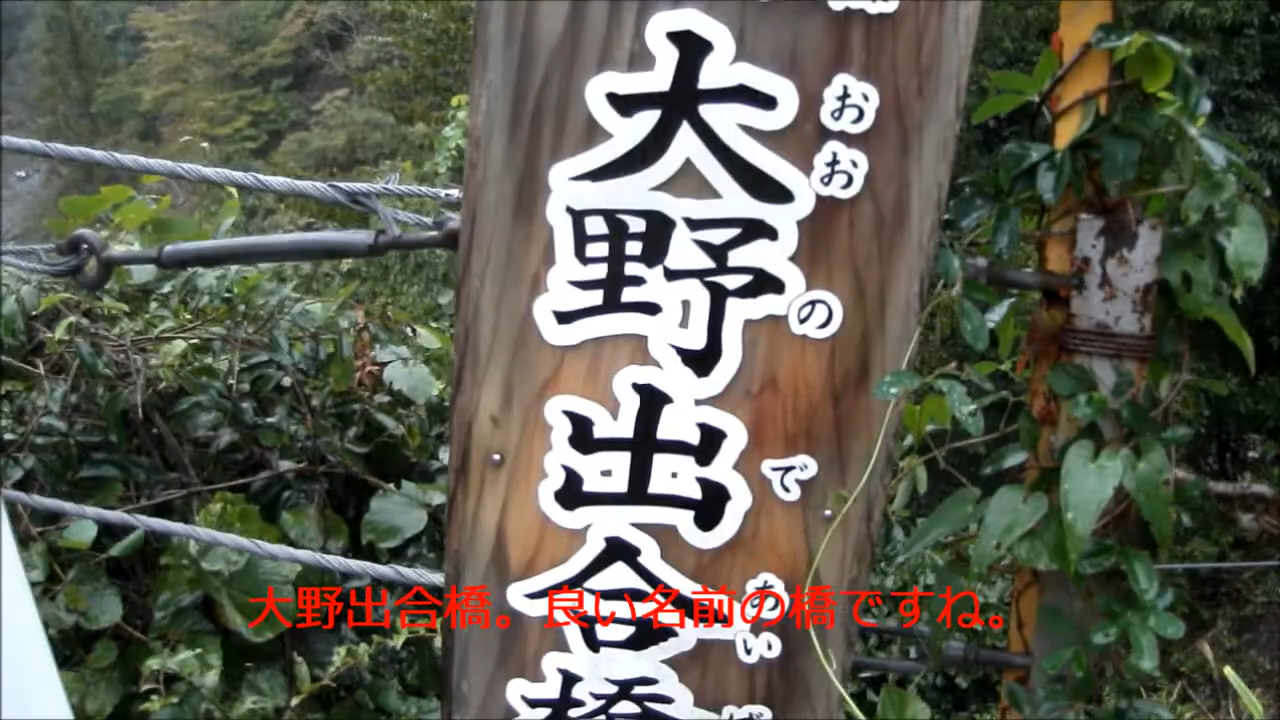 大野出合橋
おおのであいば
大野出合橋。良い名前の橋ですね。